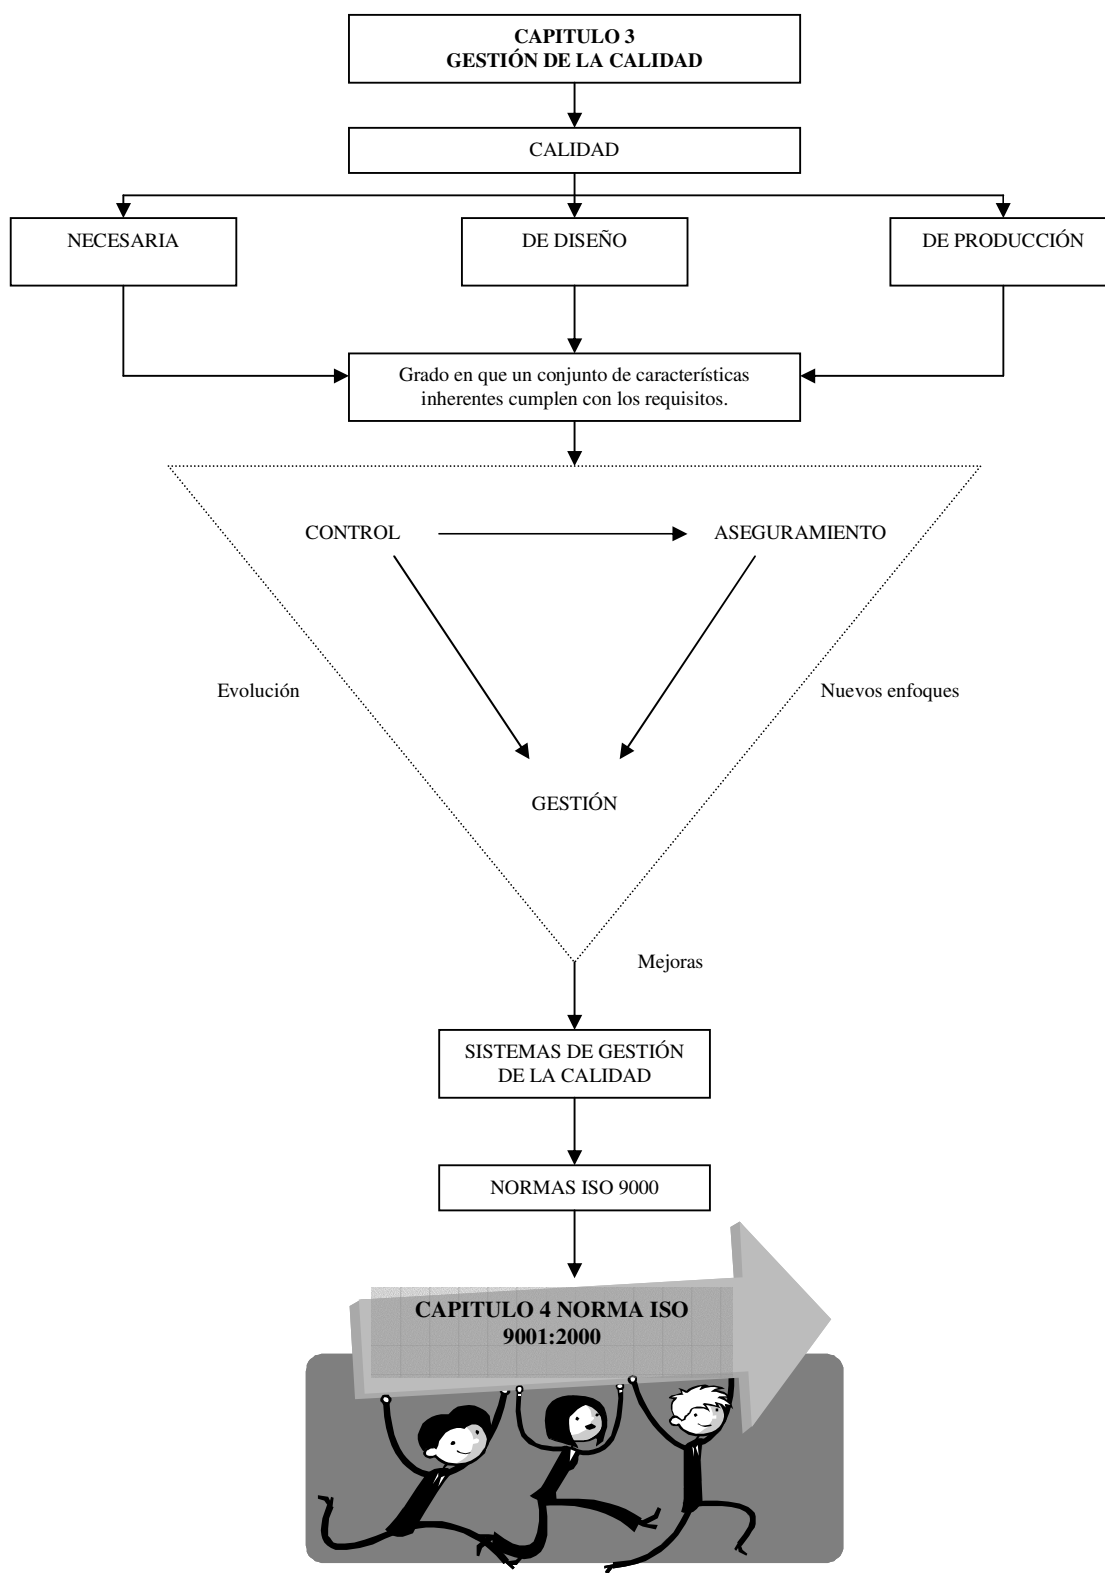 CAPITULO 3
GESTIÓN DE LA CALIDAD
CALIDAD
NECESARIA
DE DISEÑO
DE PRODUCCIÓN
Grado en que un conjunto de características
inherentes cumplen con los requisitos.
CONTROL
ASEGURAMIENTO
Evolución
Nuevos enfoques
GESTIÓN
Mejoras
SISTEMAS DE GESTIÓN
DE LA CALIDAD
NORMAS ISO 9000
CAPITULO 4 NORMA ISO
9001:2000